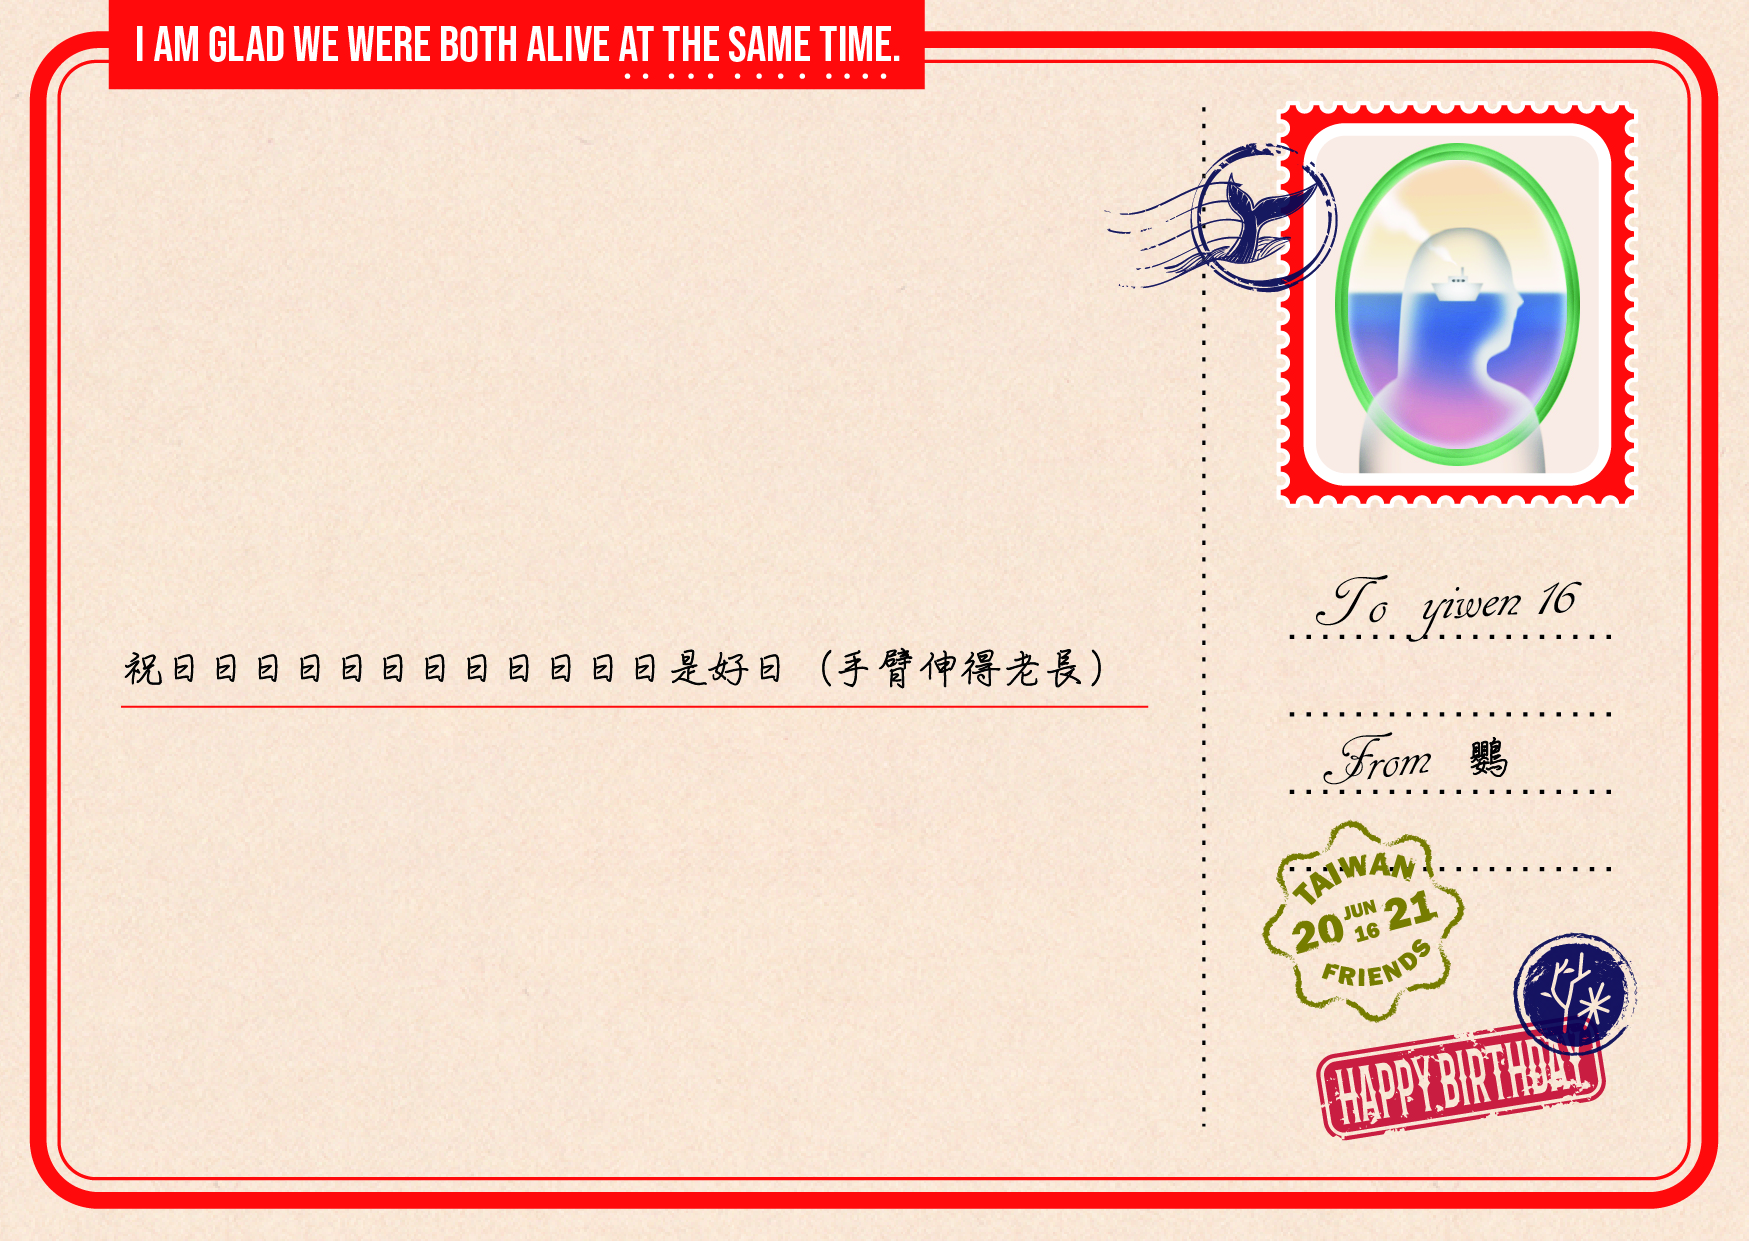 I AM GLAD WE WERE BOTH ALIVE AT THE SAME TIME.
祝日日日日日日日日日日日日是好日（手臂伸得老長）
To yiwen 16
From 鸚
TAIWAN
20 JUN 16 21
FRIENDS
HAPPY BIRTHDAY